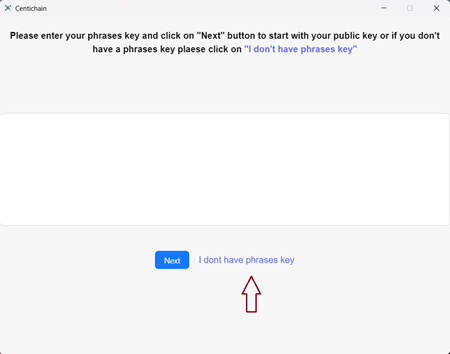 Centichain
Please enter your phrases key and click on "Next" button to start with your public key or if you don't
have a phrases key plaese click on "I don't have phrases key"
Next
I dont have phrases key